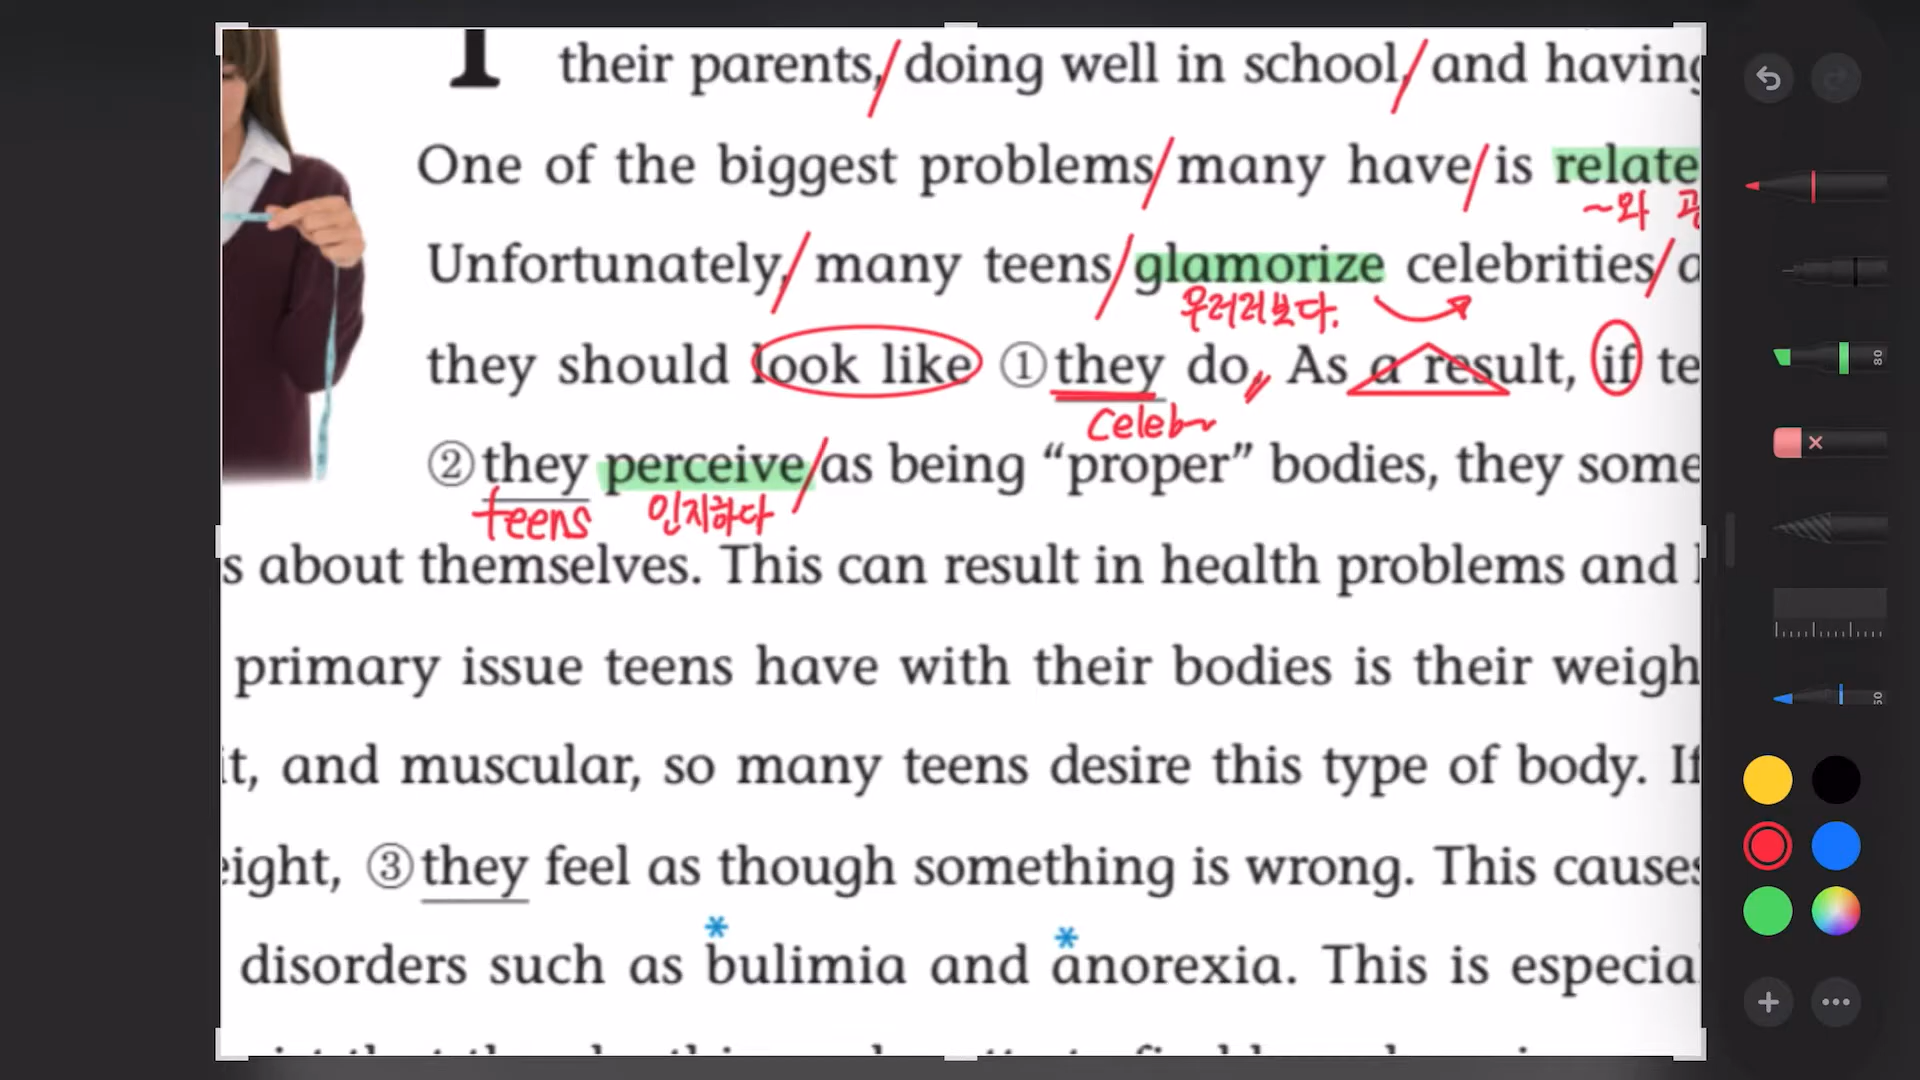 their parents, doing well in school, and having
One of the biggest problems many have is relate
~와
Unfortunately, many teens glamorize celebrities
우러러보다.
they should look like ① they do. As a result, if te
celeb~
② they perceive as being “proper” bodies, they some
teens 인지하다
s about themselves. This can result in health problems and
primary issue teens have with their bodies is their weigh
it, and muscular, so many teens desire this type of body. If
eight, ③ they feel as though something is wrong. This causes
* *
disorders such as bulimia and anorexia. This is especia
80
50